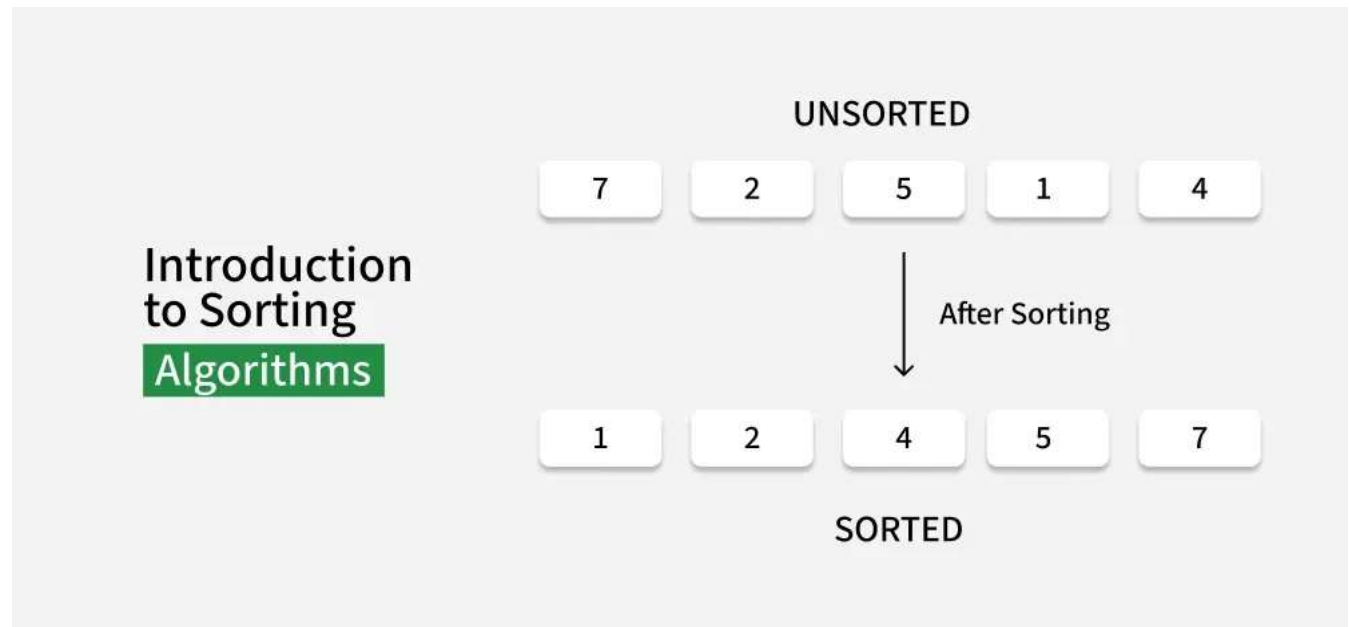 Introduction
to Sorting
Algorithms
UNSORTED
7 2 5 1 4
After Sorting
1 2 4 5 7
SORTED